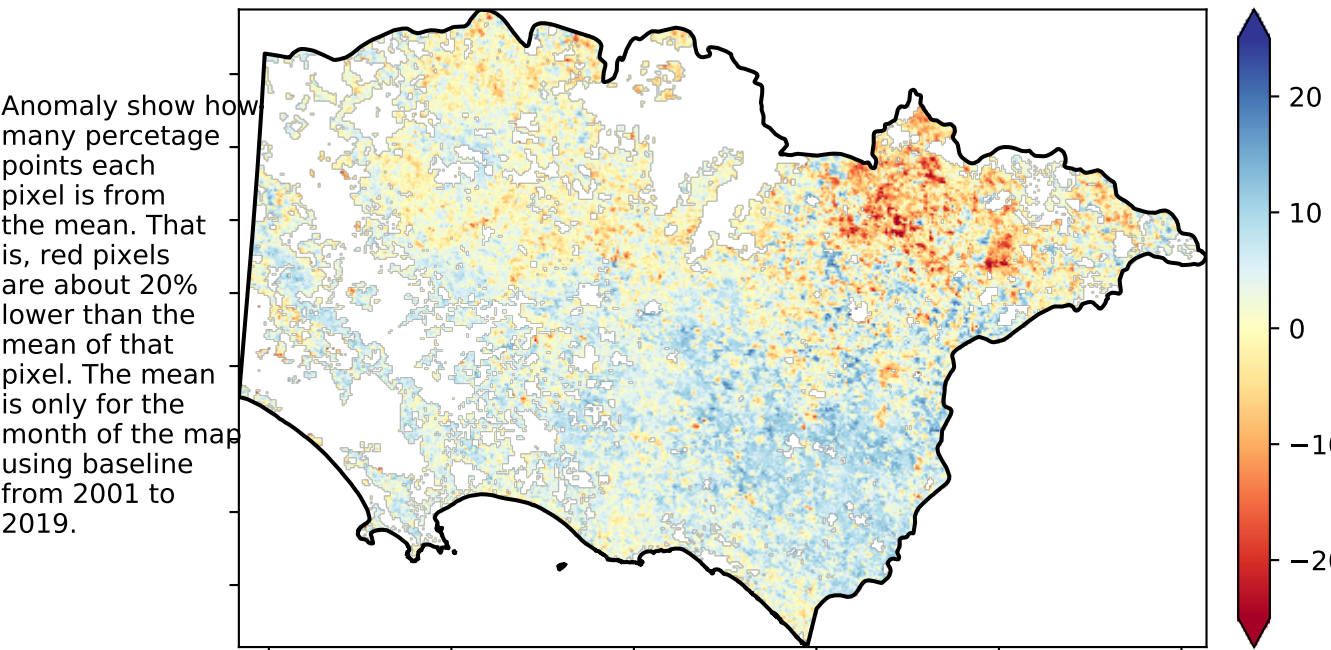 Anomaly show how
many percetage
points each
pixel is from
the mean. That
is, red pixels
are about 20%
lower than the
mean of that
pixel. The mean
is only for the
month of the map
using baseline
from 2001 to
2019.
20
10
0
−10
−20